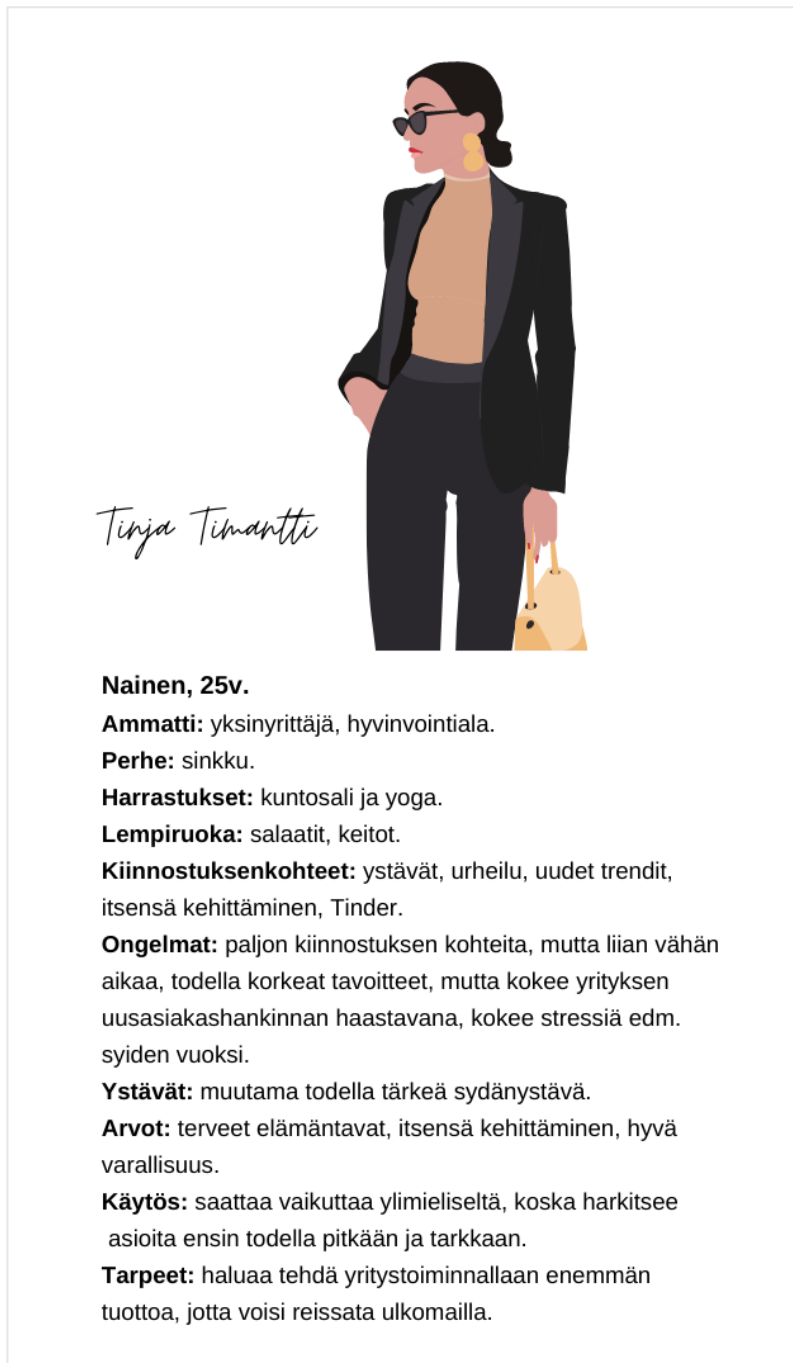 Tinja Timantti
Nainen, 25v.
Ammatti: yksinyrittäjä, hyvinvointiala.
Perhe: sinkku.
Harrastukset: kuntosali ja yoga.
Lempiruoka: salaatit, keitot.
Kiinnostuksenkohteet: ystävät, urheilu, uudet trendit,
itsensä kehittäminen, Tinder.
Ongelmat: paljon kiinnostuksen kohteita, mutta liian vähän
aikaa, todella korkeat tavoitteet, mutta kokee yrityksen
uusasiakashankinnan haastavana, kokee stressiä edm.
syiden vuoksi.
Ystävät: muutama todella tärkeä sydänystävä.
Arvot: terveet elämäntavat, itsensä kehittäminen, hyvä
varallisuus.
Käytös: saattaa vaikuttaa ylimieliseltä, koska harkitsee
asioita ensin todella pitkään ja tarkkaan.
Tarpeet: haluaa tehdä yritystoiminnallaan enemmän
tuottoa, jotta voisi reissata ulkomailla.